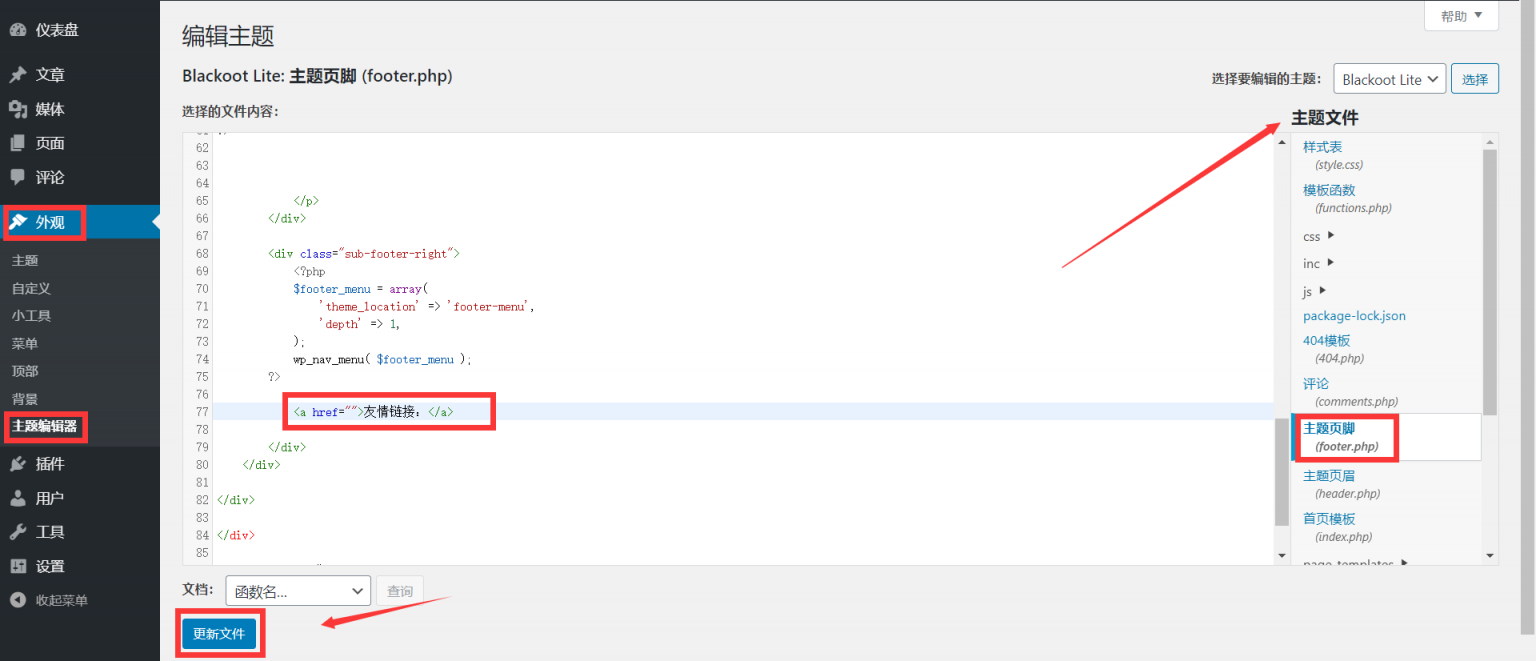 仪表盘
文章
媒体
页面
评论
外观
主题
自定义
小工具
菜单
顶部
背景
主题编辑器
插件
用户
工具
设置
收起菜单
帮助
编辑主题
Blackoot Lite: 主题页脚 (footer.php)
选择要编辑的主题： Blackoot Lite 选择
选择的文件内容：
62
63
64
65 </p>
66 </div>
67
68 <div class="sub-footer-right">
69 <?php
70 $footer_menu = array(
71 'theme_location' => 'footer-menu',
72 'depth' => 1,
73 );
74 wp_nav_menu( $footer_menu );
75 ?>
76
77 <a href="">友情链接：</a>
78
79 </div>
80 </div>
81
82 </div>
83
84 </div>
85
主题文件
样式表
(style.css)
模板函数
(functions.php)
css
inc
js
package-lock.json
404模板
(404.php)
评论
(comments.php)
主题页脚
(footer.php)
主题页眉
(header.php)
首页模板
(index.php)
page-templates
文档： 函数名... 查询
更新文件